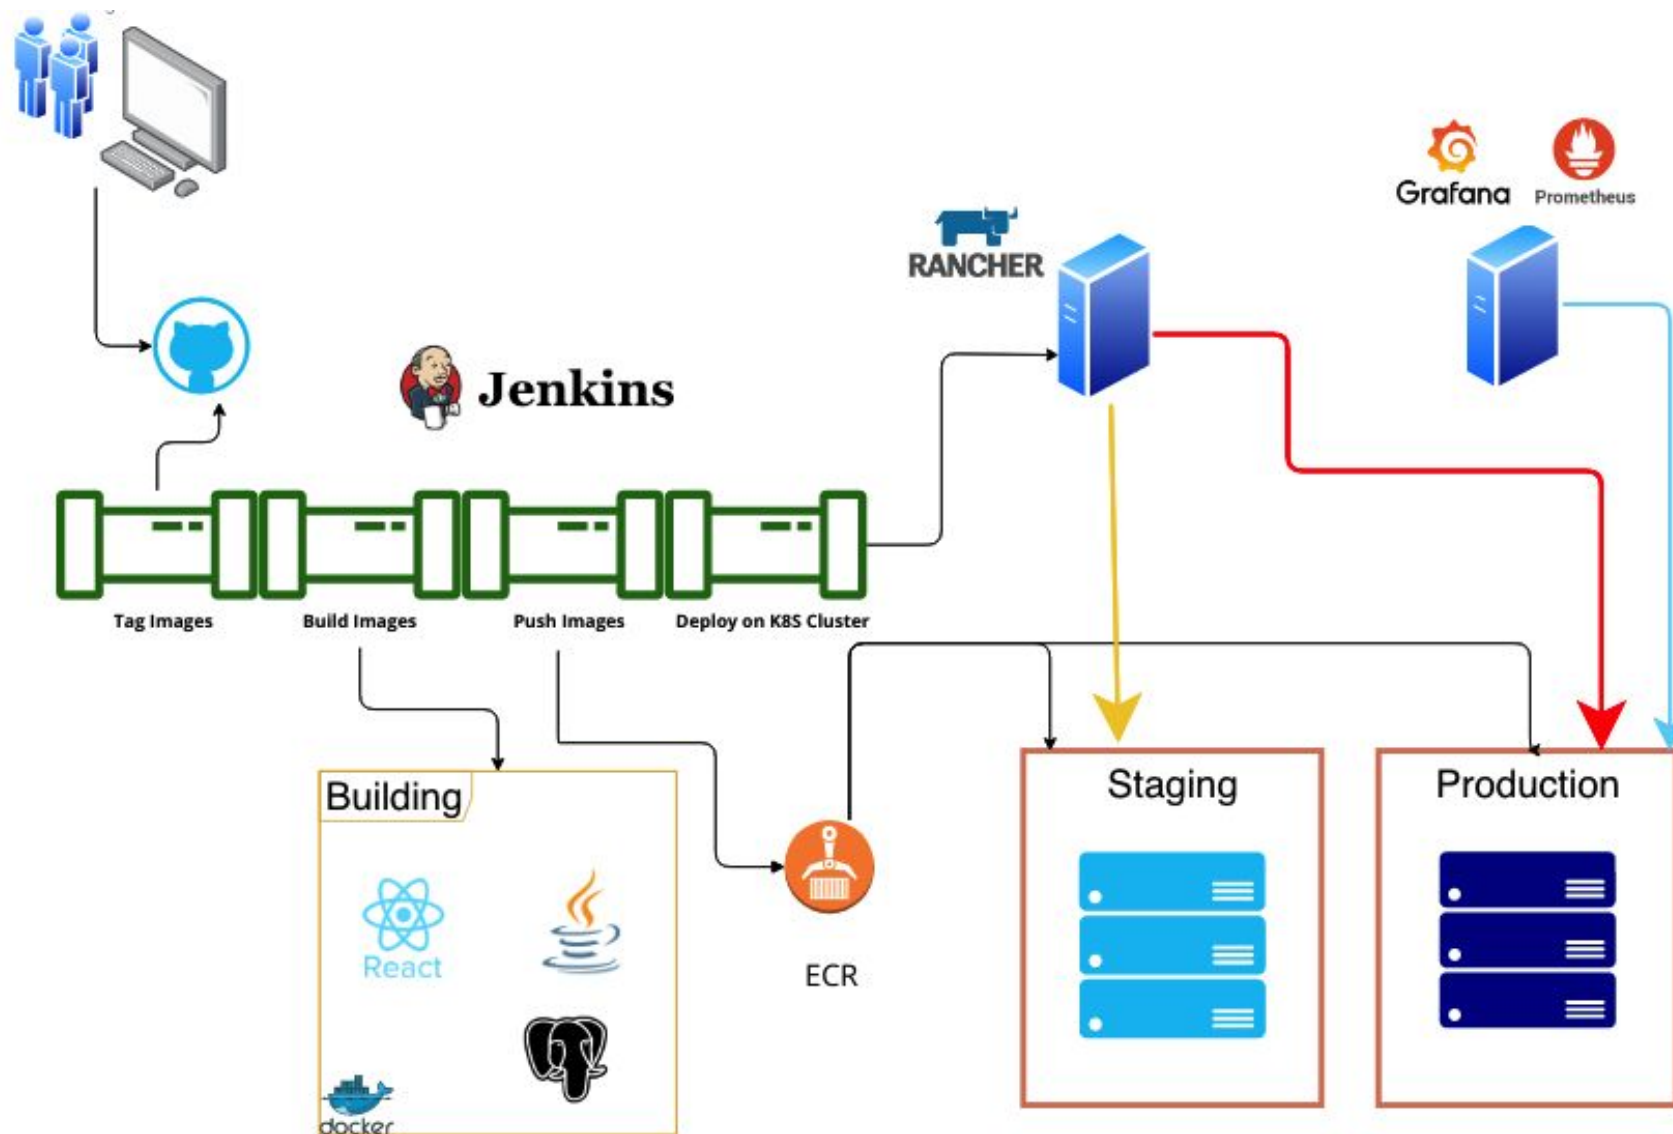 Grafana
Prometheus
RANCHER
Jenkins
Tag Images
Build Images
Push Images
Deploy on K8S Cluster
Building
Staging
Production
React
ECR
docker